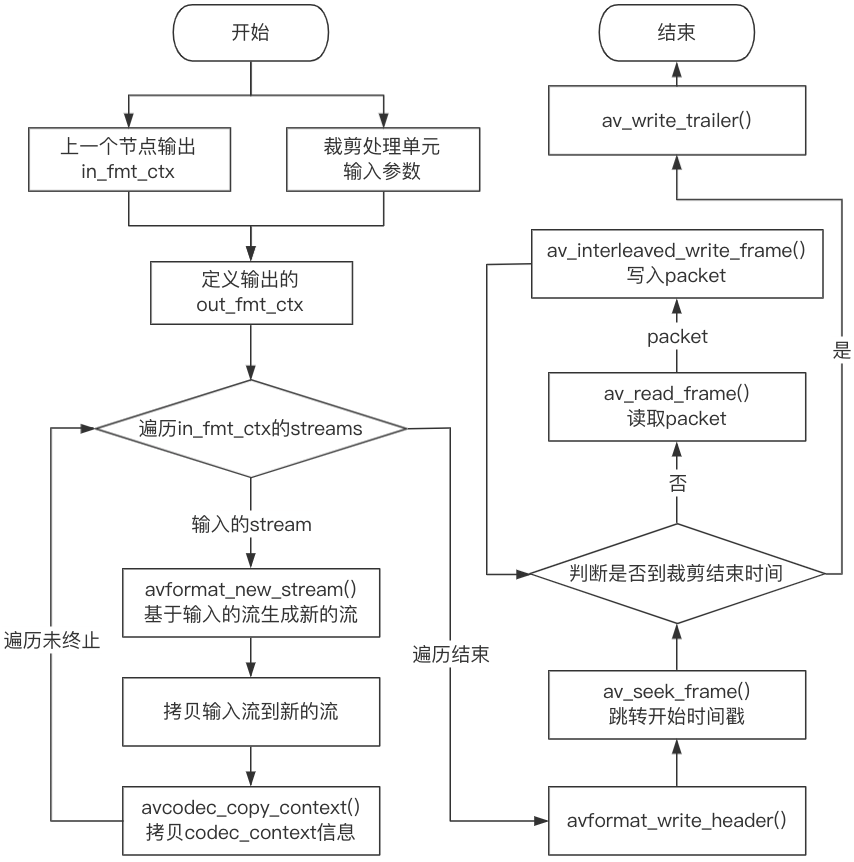 开始
上一个节点输出
in_fmt_ctx
裁剪处理单元
输入参数
定义输出的
out_fmt_ctx
遍历in_fmt_ctx的streams
输入的stream
avformat_new_stream()
基于输入的流生成新的流
遍历未终止
拷贝输入流到新的流
avcodec_copy_context()
拷贝codec_context信息
遍历结束
avformat_write_header()
av_seek_frame()
跳转开始时间戳
判断是否到裁剪结束时间
否
av_read_frame()
读取packet
packet
av_interleaved_write_frame()
写入packet
是
av_write_trailer()
结束